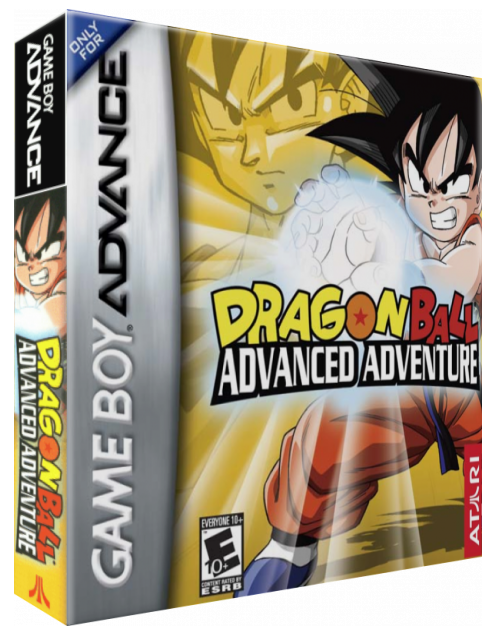 GAME BOY
ADVANCE
DRAGON BALL
ADVANCED ADVENTURE
ONLY
FOR
GAME BOY ADVANCE
DRAGON BALL
ADVANCED ADVENTURE
EVERYONE 10+
E
10+
CONTENT RATED BY
ESRB
ATARI